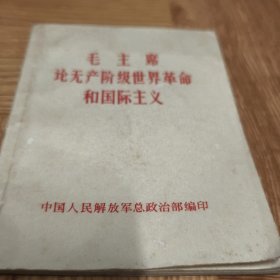 毛主席
论无产阶级世界革命
和国际主义
中国人民解放军总政治部编印